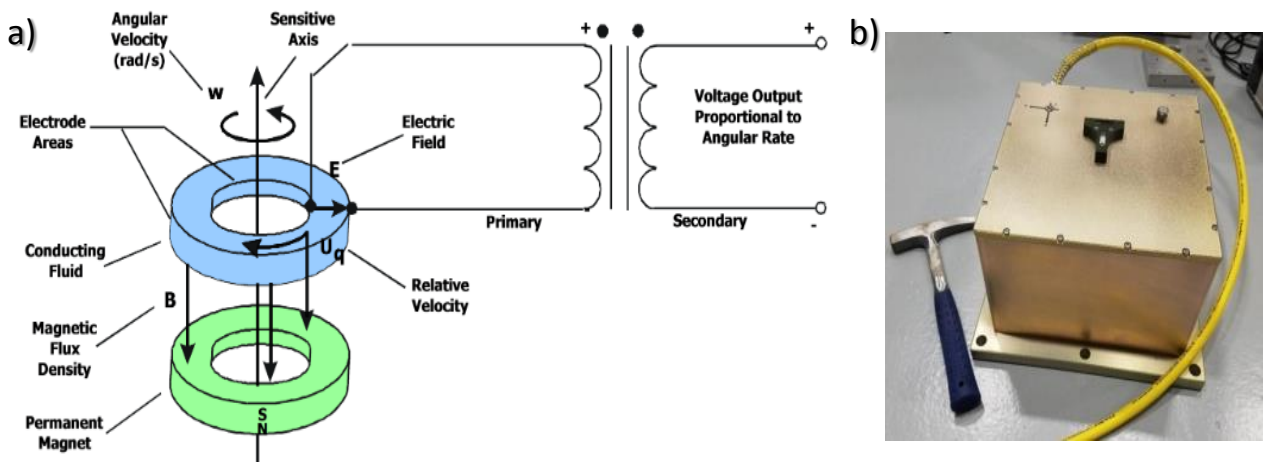 a)
Angular
Velocity
(rad/s)
Sensitive
Axis
w
Electrode
Areas
Electric
Field
E
Conducting
Fluid
U
q
Relative
Velocity
B
Magnetic
Flux
Density
Permanent
Magnet
S
N
+
Primary
-
Voltage Output
Proportional to
Angular Rate
Secondary
+
-
b)